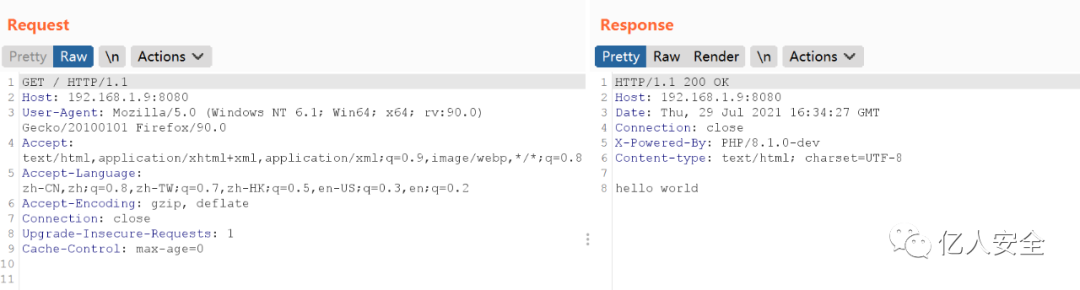 Request
Pretty Raw \n Actions
1 GET / HTTP/1.1
2 Host: 192.168.1.9:8080
3 User-Agent: Mozilla/5.0 (Windows NT 6.1; Win64; x64; rv:90.0)
Gecko/20100101 Firefox/90.0
4 Accept:
text/html,application/xhtml+xml,application/xml;q=0.9,image/webp,*/*;q=0.8
5 Accept-Language:
zh-CN,zh;q=0.8,zh-TW;q=0.7,zh-HK;q=0.5,en-US;q=0.3,en;q=0.2
6 Accept-Encoding: gzip, deflate
7 Connection: close
8 Upgrade-Insecure-Requests: 1
9 Cache-Control: max-age=0
10
11
Response
Pretty Raw Render \n Actions
1 HTTP/1.1 200 OK
2 Host: 192.168.1.9:8080
3 Date: Thu, 29 Jul 2021 16:34:27 GMT
4 Connection: close
5 X-Powered-By: PHP/8.1.0-dev
6 Content-type: text/html; charset=UTF-8
7
8 hello world
亿人安全